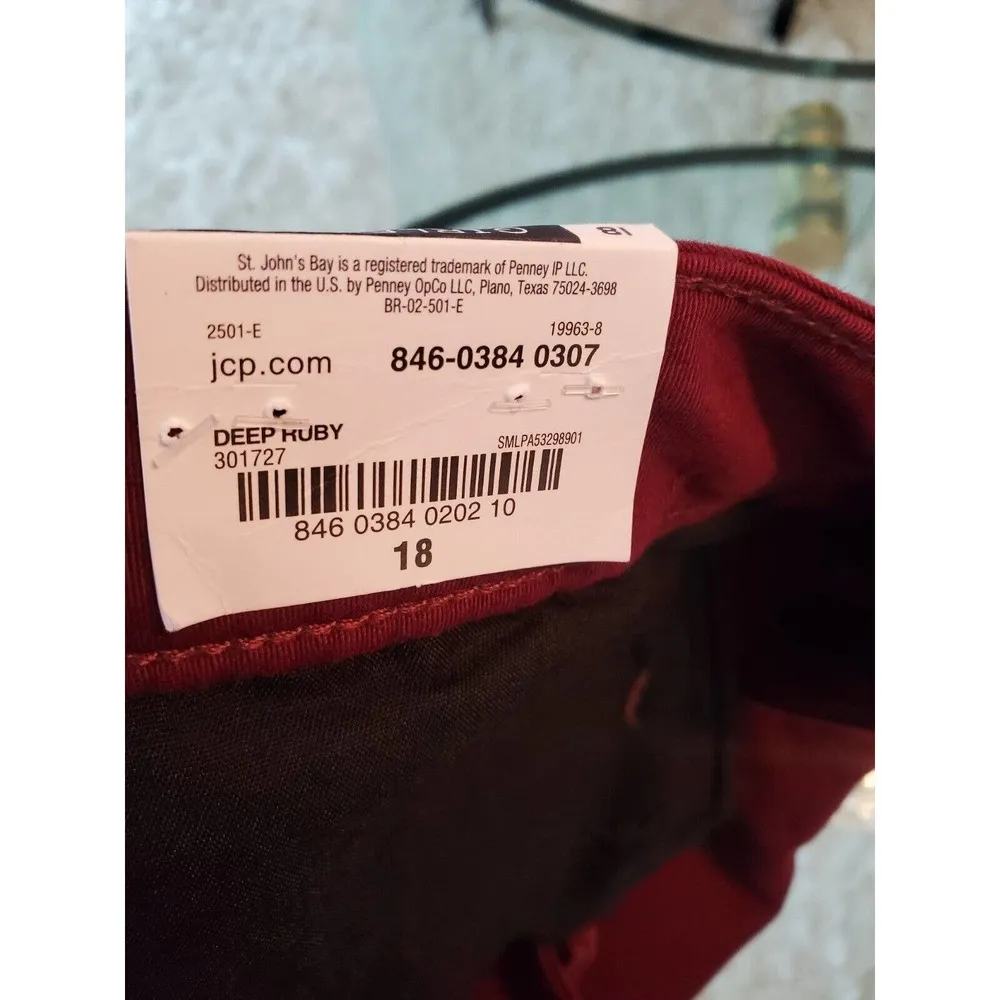 18
St. John's Bay is a registered trademark of Penney IP LLC.
Distributed in the U.S. by Penney OpCo LLC, Plano, Texas 75024-3698
BR-02-501-E
2501-E 19963-8
jcp.com 846-0384 0307
DEEP RUBY SMLPA53298901
301727
846 0384 0202 10
18